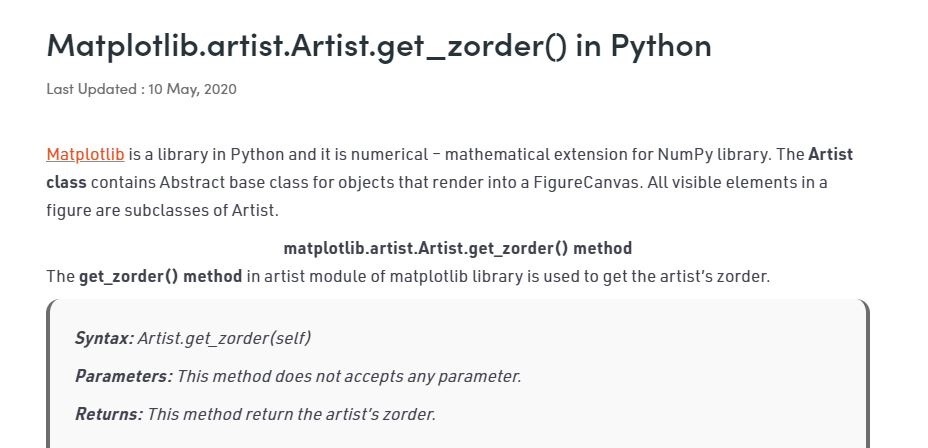 Matplotlib.artist.Artist.get_zorder() in Python
Last Updated : 10 May, 2020
Matplotlib is a library in Python and it is numerical – mathematical extension for NumPy library. The Artist
class contains Abstract base class for objects that render into a FigureCanvas. All visible elements in a
figure are subclasses of Artist.
matplotlib.artist.Artist.get_zorder() method
The get_zorder() method in artist module of matplotlib library is used to get the artist's zorder.
Syntax: Artist.get_zorder(self)
Parameters: This method does not accepts any parameter.
Returns: This method return the artist's zorder.